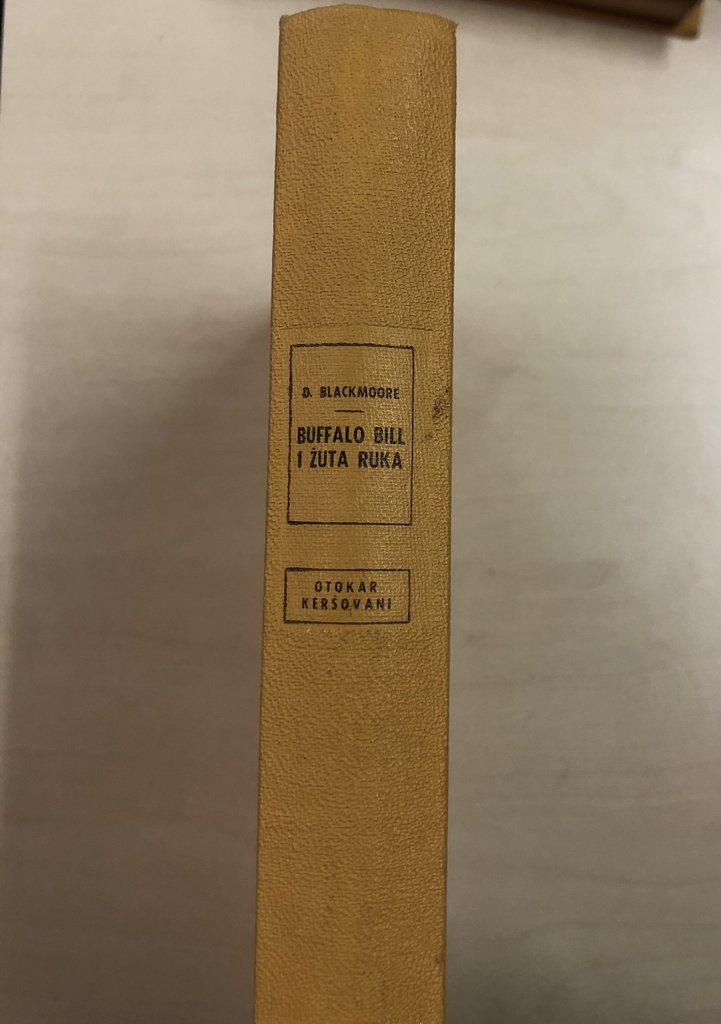 D. BLACKMOORE
BUFFALO BILL
I ŽUTA RUKA
OTOKAR
KERŠOVANI